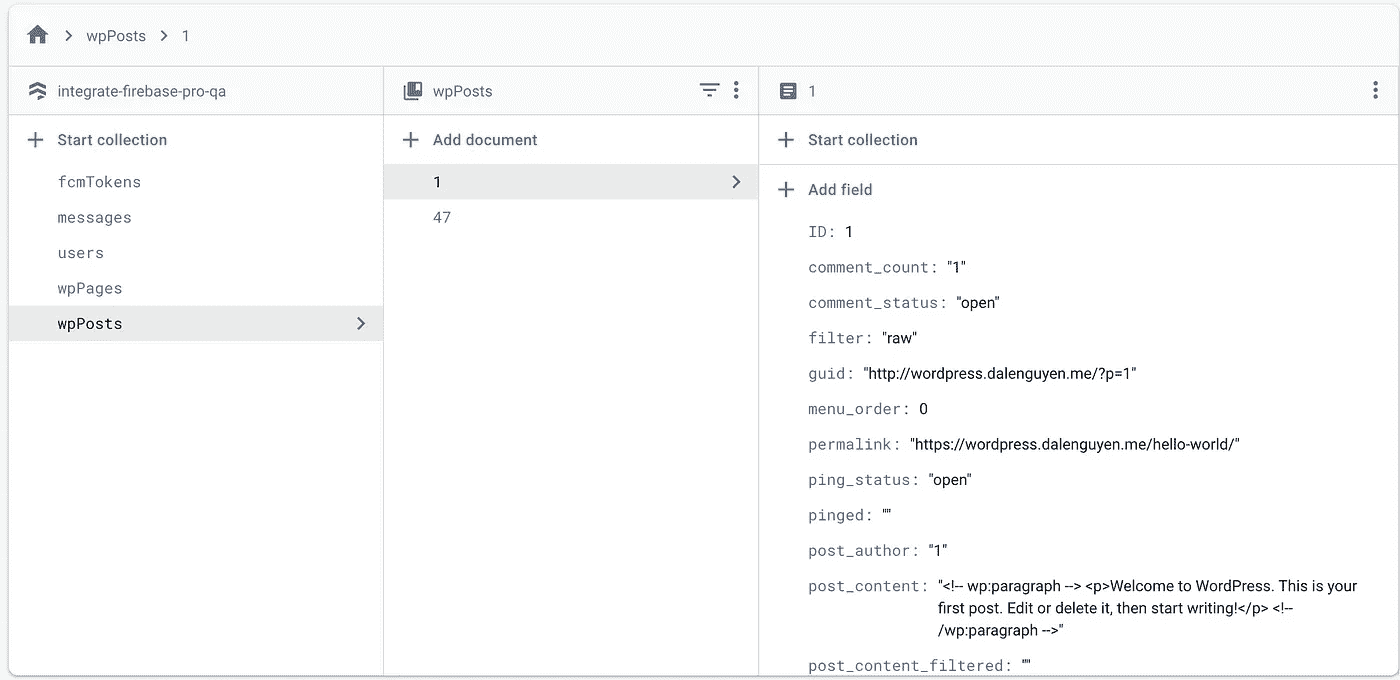 wpPosts 1
integrate-firebase-pro-qa
Start collection
fcmTokens
messages
users
wpPages
wpPosts
wpPosts
Add document
1
47
1
Start collection
Add field
ID: 1
comment_count: "1"
comment_status: "open"
filter: "raw"
guid: "http://wordpress.dalenguyen.me/?p=1"
menu_order: 0
permalink: "https://wordpress.dalenguyen.me/hello-world/"
ping_status: "open"
pinged: ""
post_author: "1"
post_content: "<!-- wp:paragraph --> <p>Welcome to WordPress. This is your
first post. Edit or delete it, then start writing!</p> <!--
/wp:paragraph -->"
post_content_filtered: ""